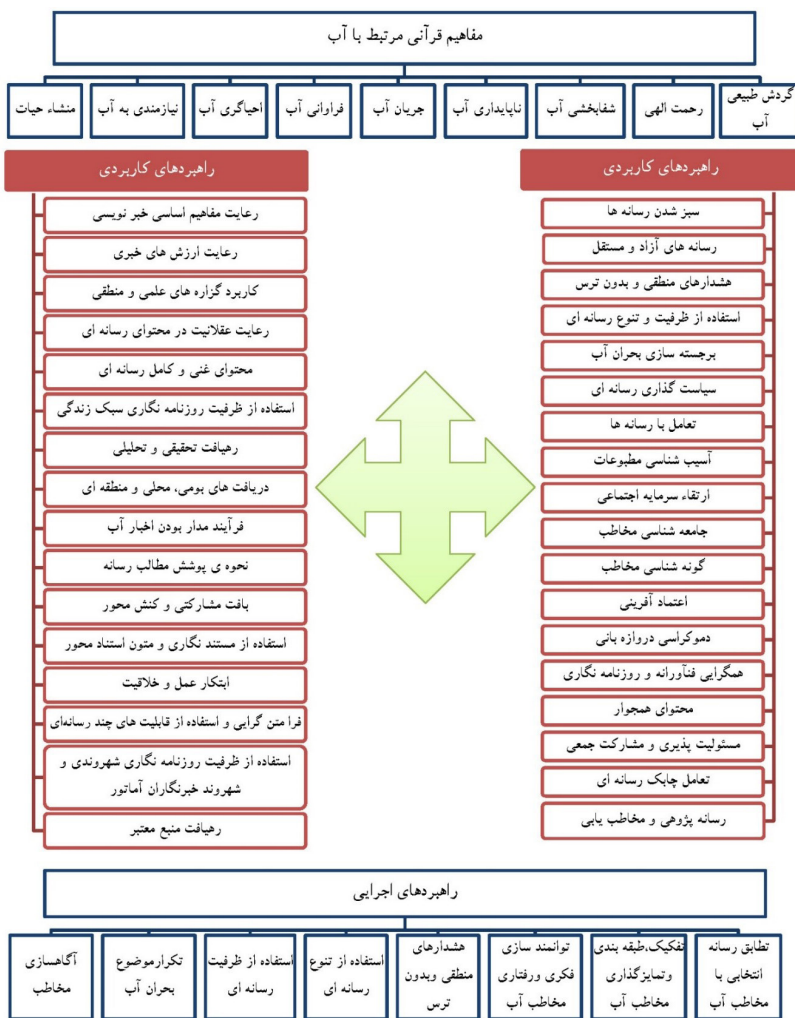 مفاهیم قرآنی مرتبط با آب
گردش طبیعی
آب
رحمت الهی
شفابخشی آب
ناپایداری آب
جریان آب
فراوانی آب
احیاگری آب
نیازمندی به آب
منشاء حیات
راهبردهای کاربردی
سبز شدن رسانه ها
رسانه های آزاد و مستقل
هشدارهای منطقی و بدون ترس
استفاده از ظرفیت و تنوع رسانه ای
برجسته سازی بحران آب
سیاست گذاری رسانه ای
تعامل با رسانه ها
آسیب شناسی مطبوعات
ارتقاء سرمایه اجتماعی
جامعه شناسی مخاطب
گونه شناسی مخاطب
اعتماد آفرینی
دموکراسی دروازه بانی
همگرایی فنآورانه و روزنامه نگاری
محتوای همجوار
مسئولیت پذیری و مشارکت جمعی
تعامل چابک رسانه ای
رسانه پژوهی و مخاطب یابی
راهبردهای کاربردی
رعایت مفاهیم اساسی خبر نویسی
رعایت ارزش های خبری
کاربرد گزاره های علمی و منطقی
رعایت عقلانیت در محتوای رسانه ای
محتوای غنی و کامل رسانه ای
استفاده از ظرفیت روزنامه نگاری سبک زندگی
رهیافت تحقیقی و تحلیلی
دریافت های بومی، محلی و منطقه ای
فرآیند مدار بودن اخبار آب
نحوه ی پوشش مطالب رسانه
بافت مشارکتی و کنش محور
استفاده از مستند نگاری و متون استناد محور
ابتکار عمل و خلاقیت
فرا متن گرایی و استفاده از قابلیت های چند رسانه‌ای
استفاده از ظرفیت روزنامه نگاری شهروندی و
شهروند خبرنگاران آماتور
رهیافت منبع معتبر
راهبردهای اجرایی
تطابق رسانه
انتخابی با
مخاطب آب
تفکیک،طبقه بندی
وتمایزگذاری
مخاطب آب
توانمند سازی
فکری ورفتاری
مخاطب آب
هشدارهای
منطقی وبدون
ترس
استفاده از تنوع
رسانه ای
استفاده از ظرفیت
رسانه ای
تکرارموضوع
بحران آب
آگاهسازی
مخاطب